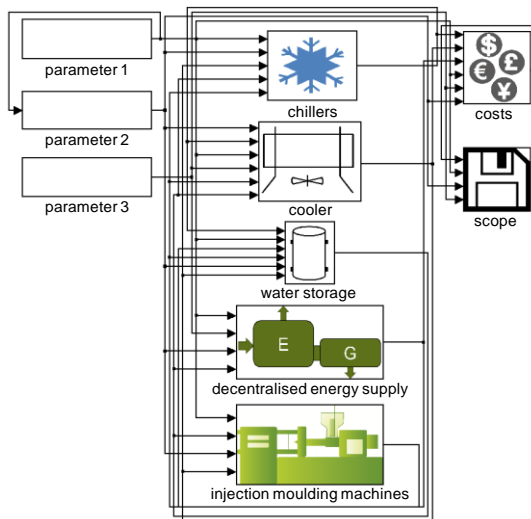 parameter 1
parameter 2
parameter 3
chillers
cooler
water storage
E
G
decentralised energy supply
injection moulding machines
$
€
£
¥
costs
scope